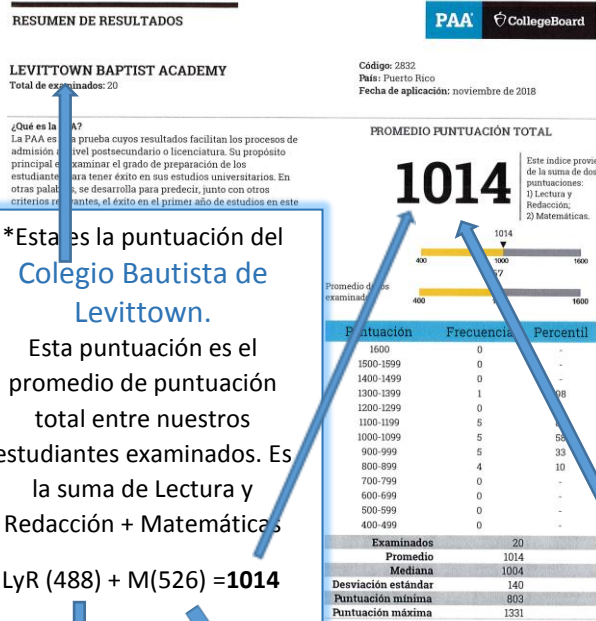 RESUMEN DE RESULTADOS
PAA CollegeBoard
LEVITTOWN BAPTIST ACADEMY
Total de examinados: 20
Código: 2832
País: Puerto Rico
Fecha de aplicación: noviembre de 2018
¿Qué es la A?
La PAA es a prueba cuyos resultados facilitan los procesos de
admisión a nivel postsecundario o licenciatura. Su propósito
principal e examinar el grado de preparación de los
estudiante para tener éxito en sus estudios universitarios. En
otras palabras, se desarrolla para predecir, junto con otros
criterios relevantes, el éxito en el primer año de estudios en este
PROMEDIO PUNTUACIÓN TOTAL
1014
Este índice provie
de la suma de dos
puntuaciones:
1) Lectura y
Redacción;
2) Matemáticas.
1014
400 1000 1600
Promedio de los
examinad
400 1600
*Esta es la puntuación del
Colegio Bautista de
Levittown.
Esta puntuación es el
promedio de puntuación
total entre nuestros
estudiantes examinados. Es
la suma de Lectura y
Redacción + Matemáticas
LyR (488) + M(526) =1014
Puntuación Frecuencia Percentil
1600 0 -
1500-1599 0 -
1400-1499 0 -
1300-1399 1 98
1200-1299 0
1100-1199 5
1000-1099 5 58
900-999 5 33
800-899 4 10
700-799 0 -
600-699 0 -
500-599 0 -
400-499 0 -
Examinados 20
Promedio 1014
Mediana 1004
Desviación estándar 140
Puntuación mínima 803
Puntuación máxima 1331